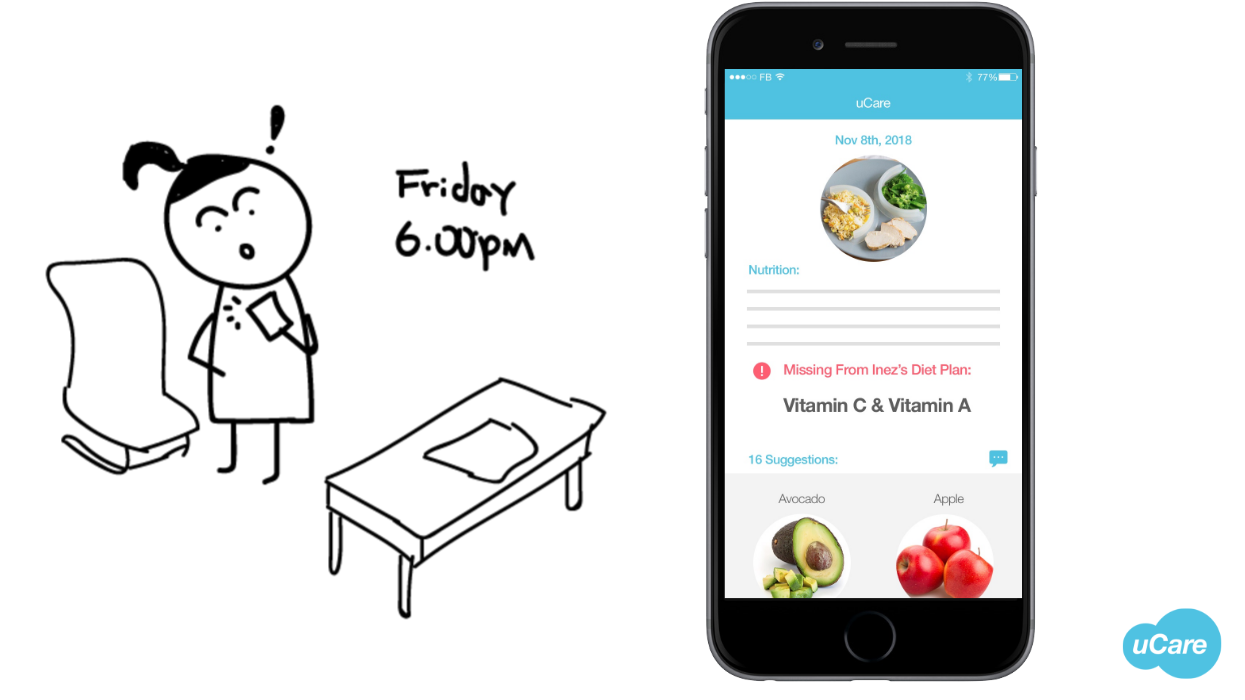 !
Friday
6.00pm
FB 77%
uCare
Nov 8th, 2018
Nutrition:
! Missing From Inez's Diet Plan:
Vitamin C & Vitamin A
16 Suggestions:
Avocado Apple
uCare